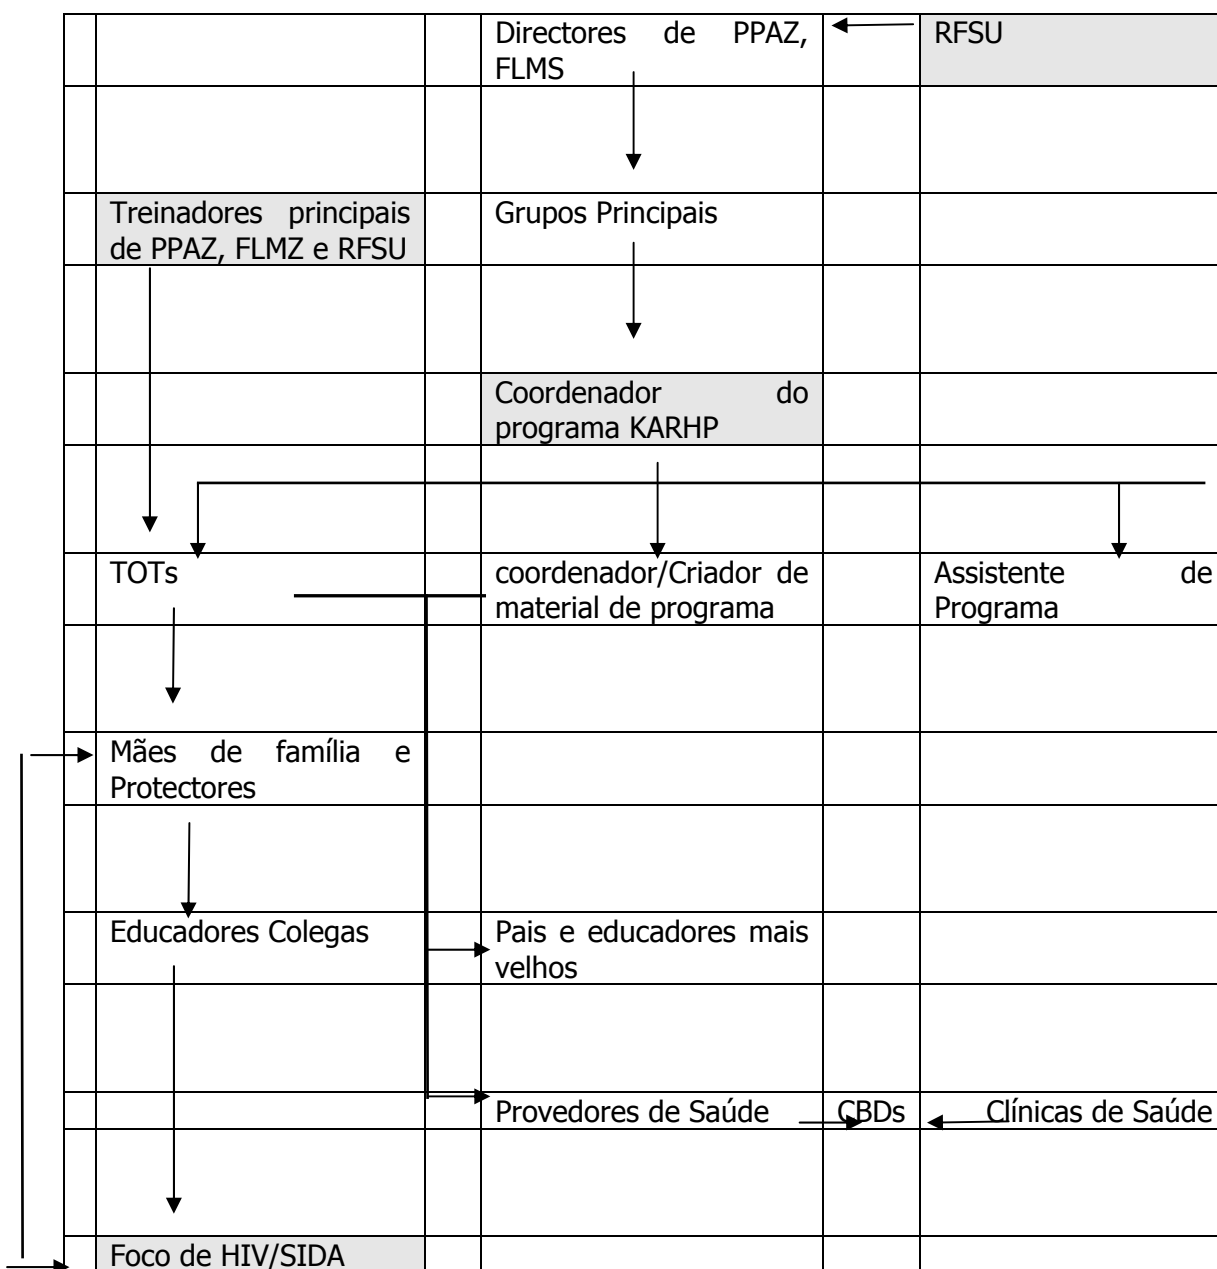 Directores de PPAZ,
FLMS
RFSU
Treinadores principais
de PPAZ, FLMZ e RFSU
Grupos Principais
Coordenador do
programa KARHP
TOTs
coordenador/Criador de
material de programa
Assistente de
Programa
Mães de família e
Protectores
Educadores Colegas
Pais e educadores mais
velhos
Provedores de Saúde
CBDs
Clínicas de Saúde
Foco de HIV/SIDA